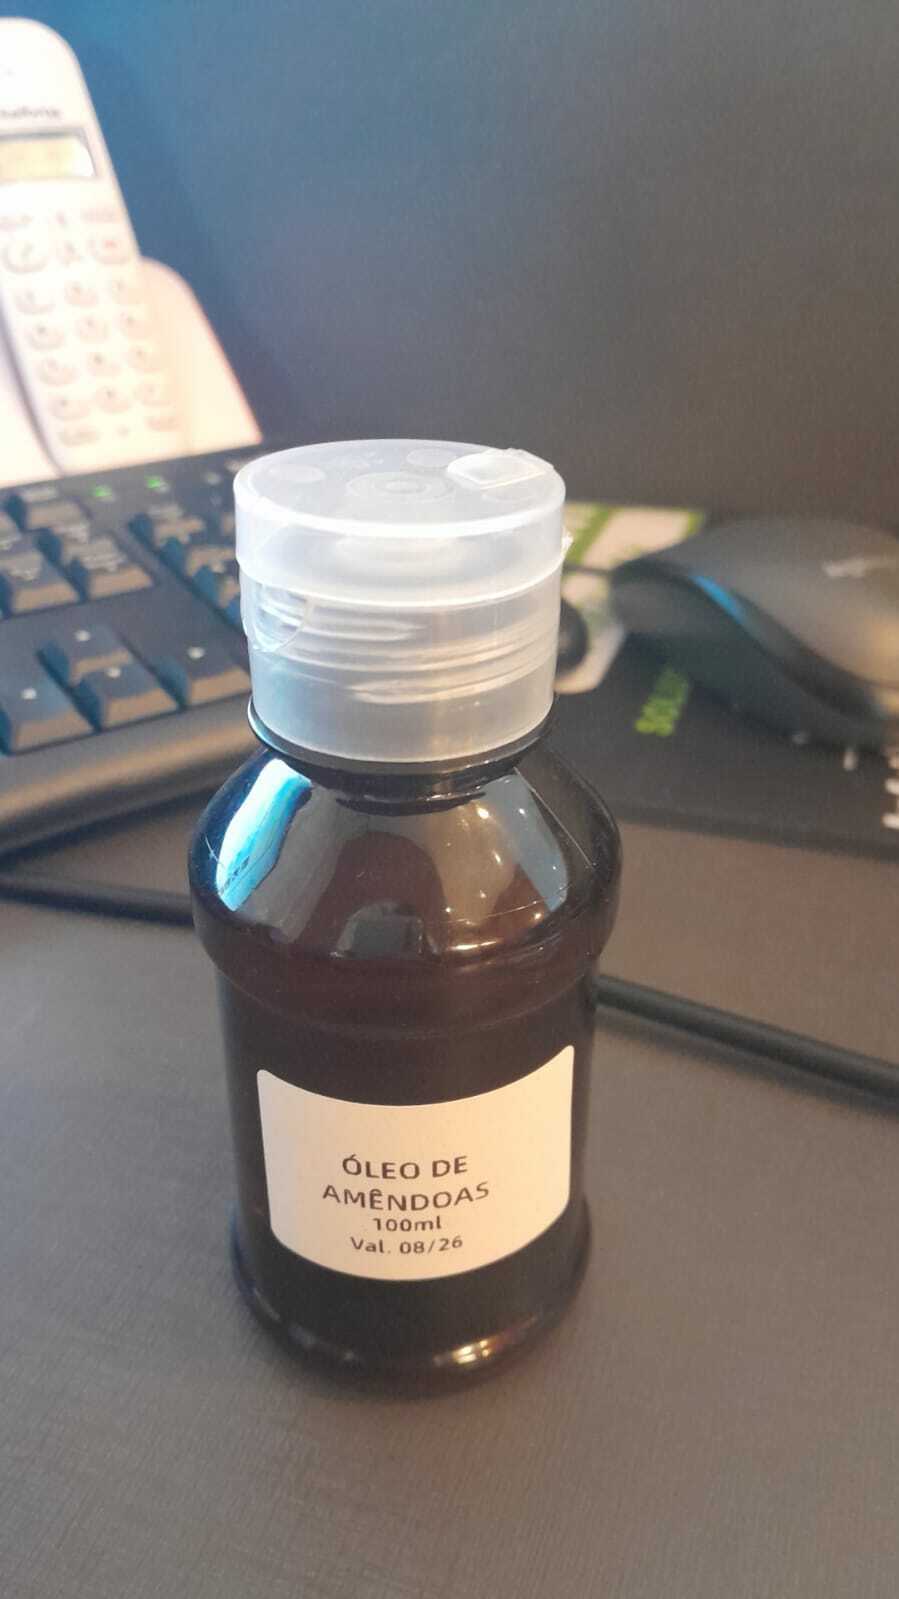 ÓLEO DE
AMÊNDOAS
100ml
Val. 08/26